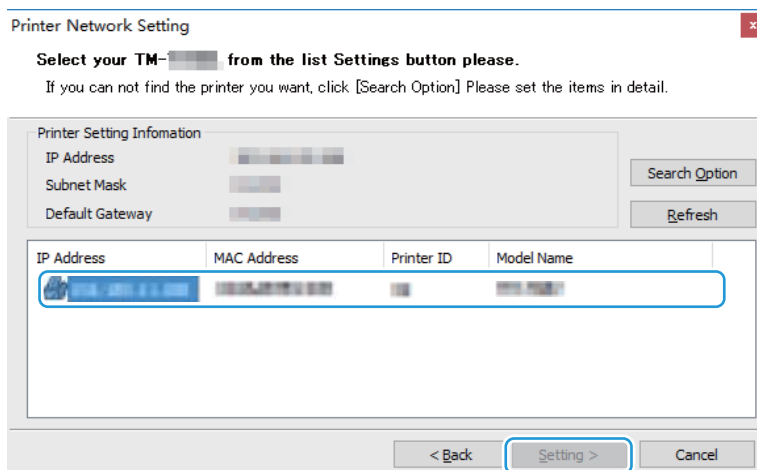 Printer Network Setting
x
Select your TM- from the list Settings button please.
If you can not find the printer you want, click [Search Option] Please set the items in detail.
Printer Setting Infomation
IP Address
Subnet Mask
Default Gateway
Search Option
Refresh
IP Address MAC Address Printer ID Model Name
< Back Setting > Cancel